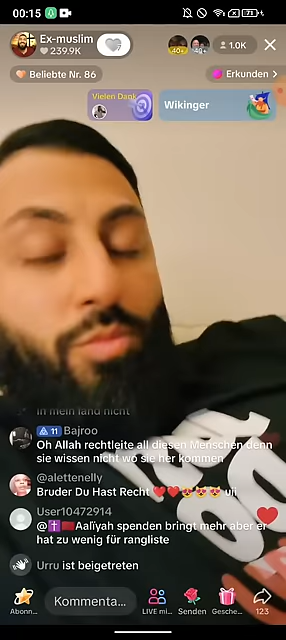 00:15
Ex-muslim
239.9K
40+
49+
1.0K
Beliebte Nr. 86
Erkunden >
Vielen Dank
Wikinger
in mein land nicht
11 Bajroo
Oh Allah rechtleite all diesen Menschen denn
sie wissen nicht wo sie her kommen
@alettenelly
Bruder Du Hast Recht ❤️❤️😍😍😍 uii
User10472914
@✝️🇲🇦Aaliyah spenden bringt mehr aber er
hat zu wenig für rangliste
Urru ist beigetreten
Abonn...
Kommenta...
LIVE mi...
Senden
Gesche...
123